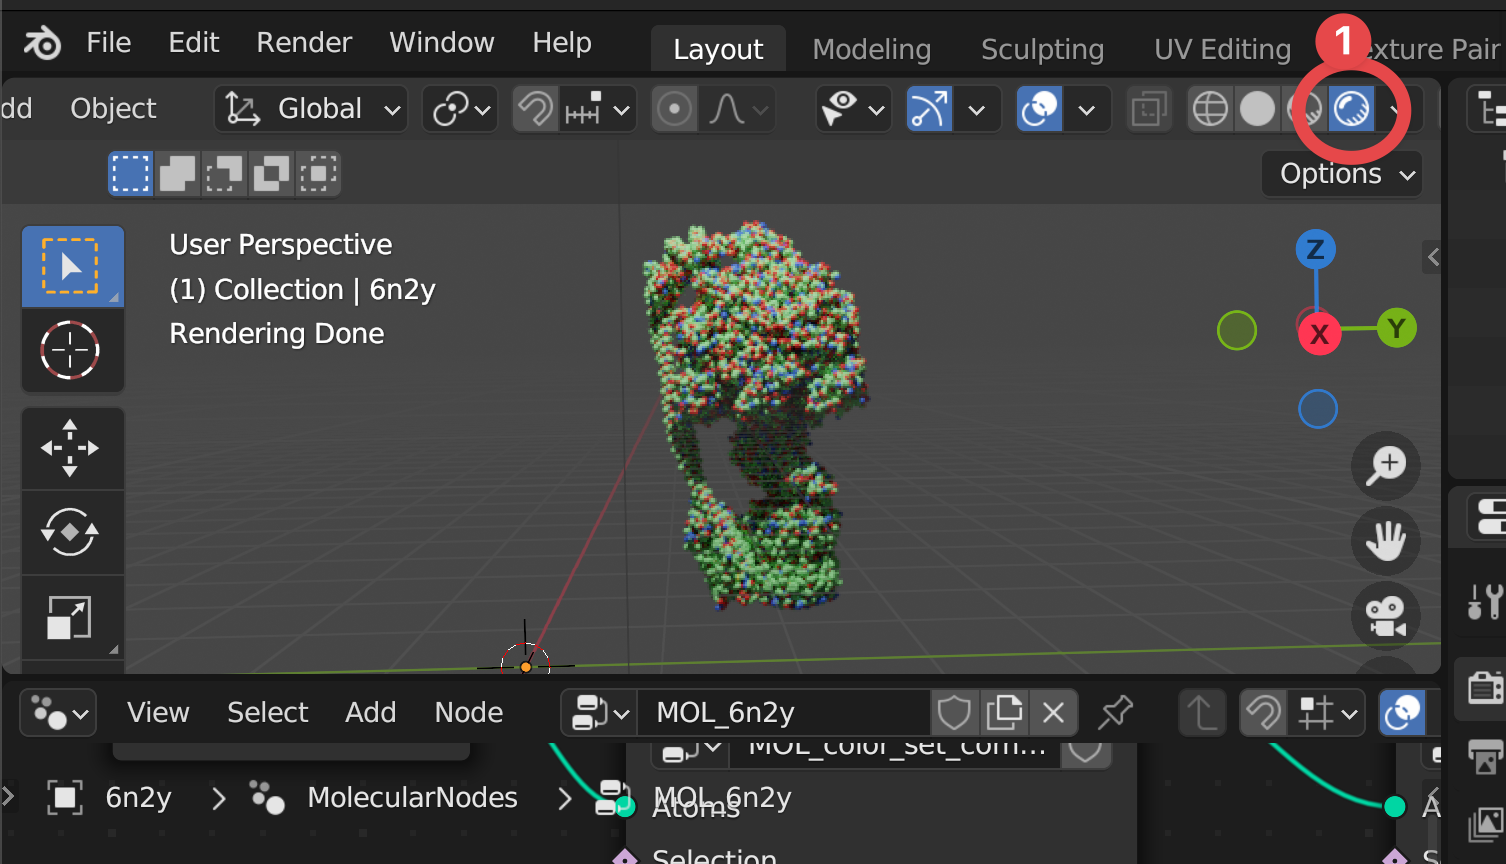 File Edit Render Window Help Layout Modeling Sculpting UV Editing 1 exture Pair
dd Object Global
Options
User Perspective
(1) Collection | 6n2y
Rendering Done
Z
X
Y
View Select Add Node MOL_6n2y
MOL_color_set_com...
6n2y MolecularNodes MOL_6n2y
Atoms A
Selection S